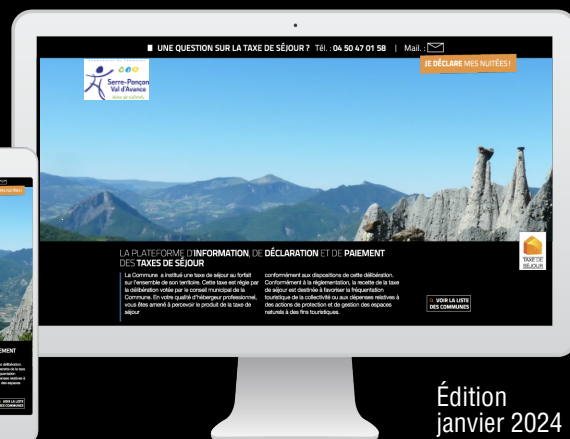 UNE QUESTION SUR LA TAXE DE SÉJOUR ? Tél. : 04 50 47 01 58 | Mail. :
JE DÉCLARE MES NUITÉES !
Serre-Ponçon
Val d'Avance
LA PLATEFORME D'INFORMATION, DE DÉCLARATION ET DE PAIEMENT
DES TAXES DE SÉJOUR
La Commune a institué une taxe de séjour au forfait
sur l'ensemble de son territoire. Cette taxe est régie par
la délibération votée par le conseil municipal de la
Commune. En votre qualité d'hébergeur professionnel,
vous êtes amené à percevoir le produit de la taxe de
séjour
conformément aux dispositions de cette délibération.
Conformément à la réglementation, la recette de la taxe
de séjour est destinée à favoriser la fréquentation
touristique de la collectivité ou aux dépenses relatives à
des actions de protection et de gestion des espaces
naturels à des fins touristiques.
TAXE DE
SÉJOUR
VOIR LA LISTE
DES COMMUNES
EMENT
VOIR LA LISTE
DES COMMUNES
Édition
janvier 2024